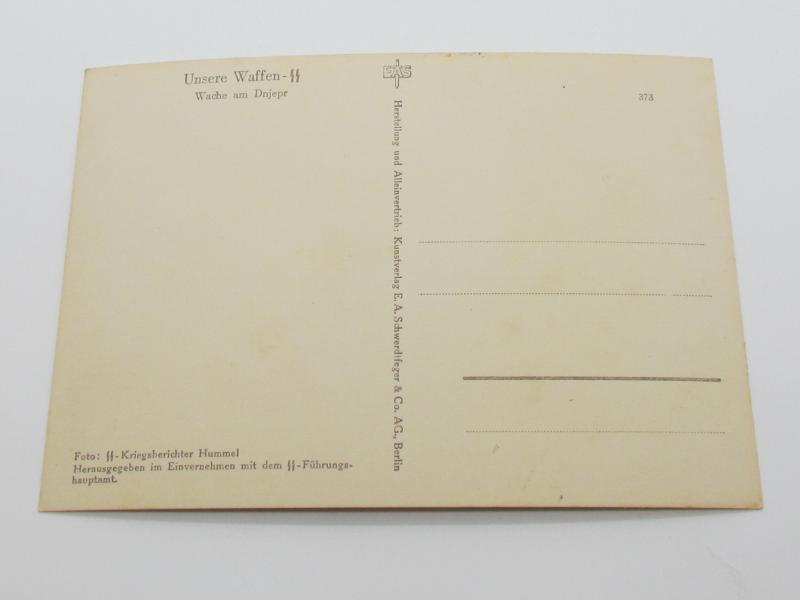 Unsere Waffen-ᛋᛋ
Wache am Dnjepr
EAS
373
Herstellung und Alleinvertrieb: Kunstverlag E. A. Schwerdtfeger & Co. AG., Berlin
Foto: ᛋᛋ-Kriegsberichter Hummel
Herausgegeben im Einvernehmen mit dem ᛋᛋ-Führungs-
hauptamt.